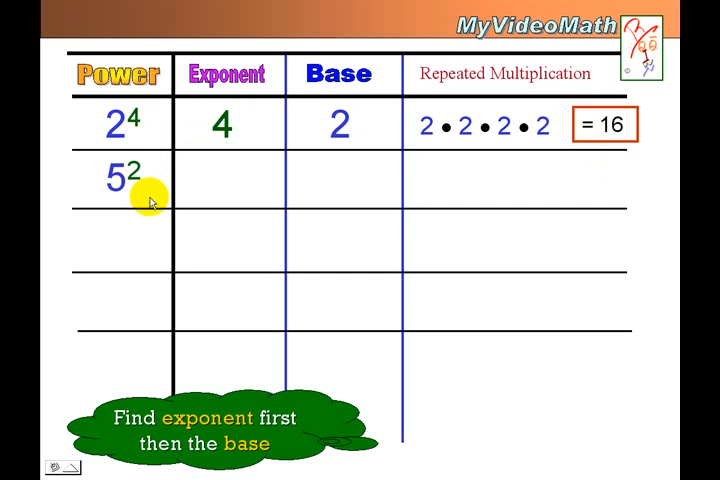 MyVideoMath
Power Exponent Base Repeated Multiplication
2⁴ 4 2 2 • 2 • 2 • 2 = 16
5²
Find exponent first
then the base